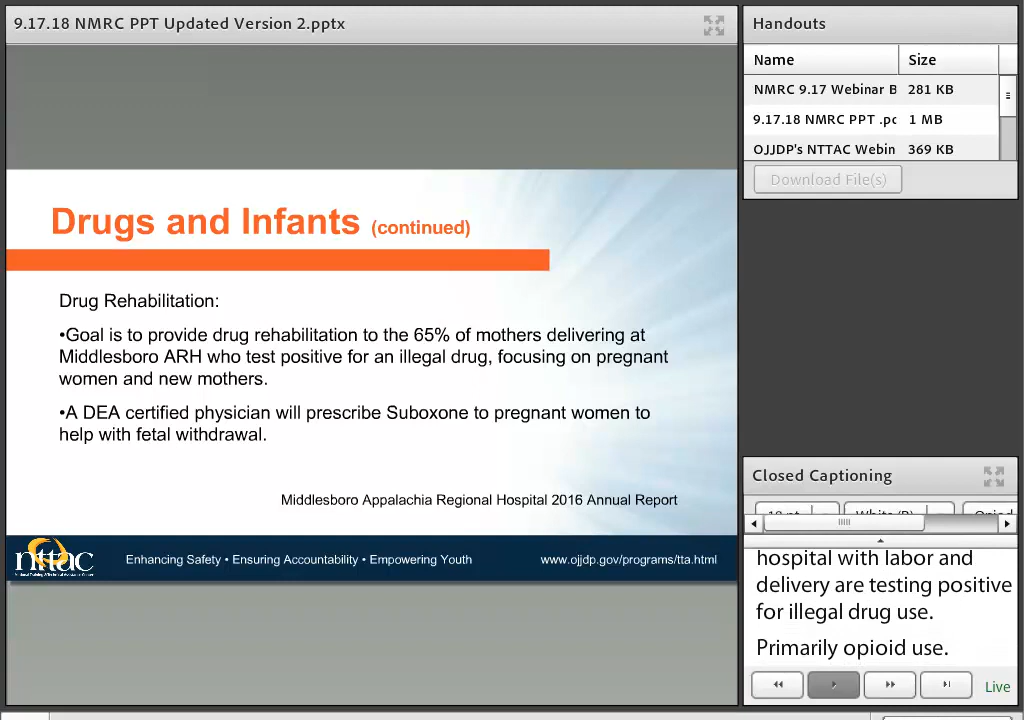 9.17.18 NMRC PPT Updated Version 2.pptx
Drugs and Infants (continued)
Drug Rehabilitation:
•Goal is to provide drug rehabilitation to the 65% of mothers delivering at
Middlesboro ARH who test positive for an illegal drug, focusing on pregnant
women and new mothers.
•A DEA certified physician will prescribe Suboxone to pregnant women to
help with fetal withdrawal.
Middlesboro Appalachia Regional Hospital 2016 Annual Report
nttac
Enhancing Safety • Ensuring Accountability • Empowering Youth
www.ojjdp.gov/programs/tta.html
Handouts
Name Size
NMRC 9.17 Webinar B 281 KB
9.17.18 NMRC PPT .pc 1 MB
OJJDP's NTTAC Webin 369 KB
Download File(s)
Closed Captioning
hospital with labor and
delivery are testing positive
for illegal drug use.
Primarily opioid use.
Live